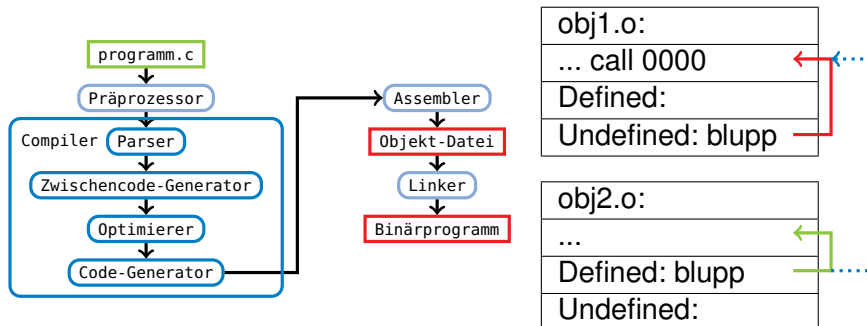 programm.c
Präprozessor
Compiler
Parser
Zwischencode-Generator
Optimierer
Code-Generator
Assembler
Objekt-Datei
Linker
Binärprogramm
obj1.o:
... call 0000
Defined:
Undefined: blupp
obj2.o:
...
Defined: blupp
Undefined: